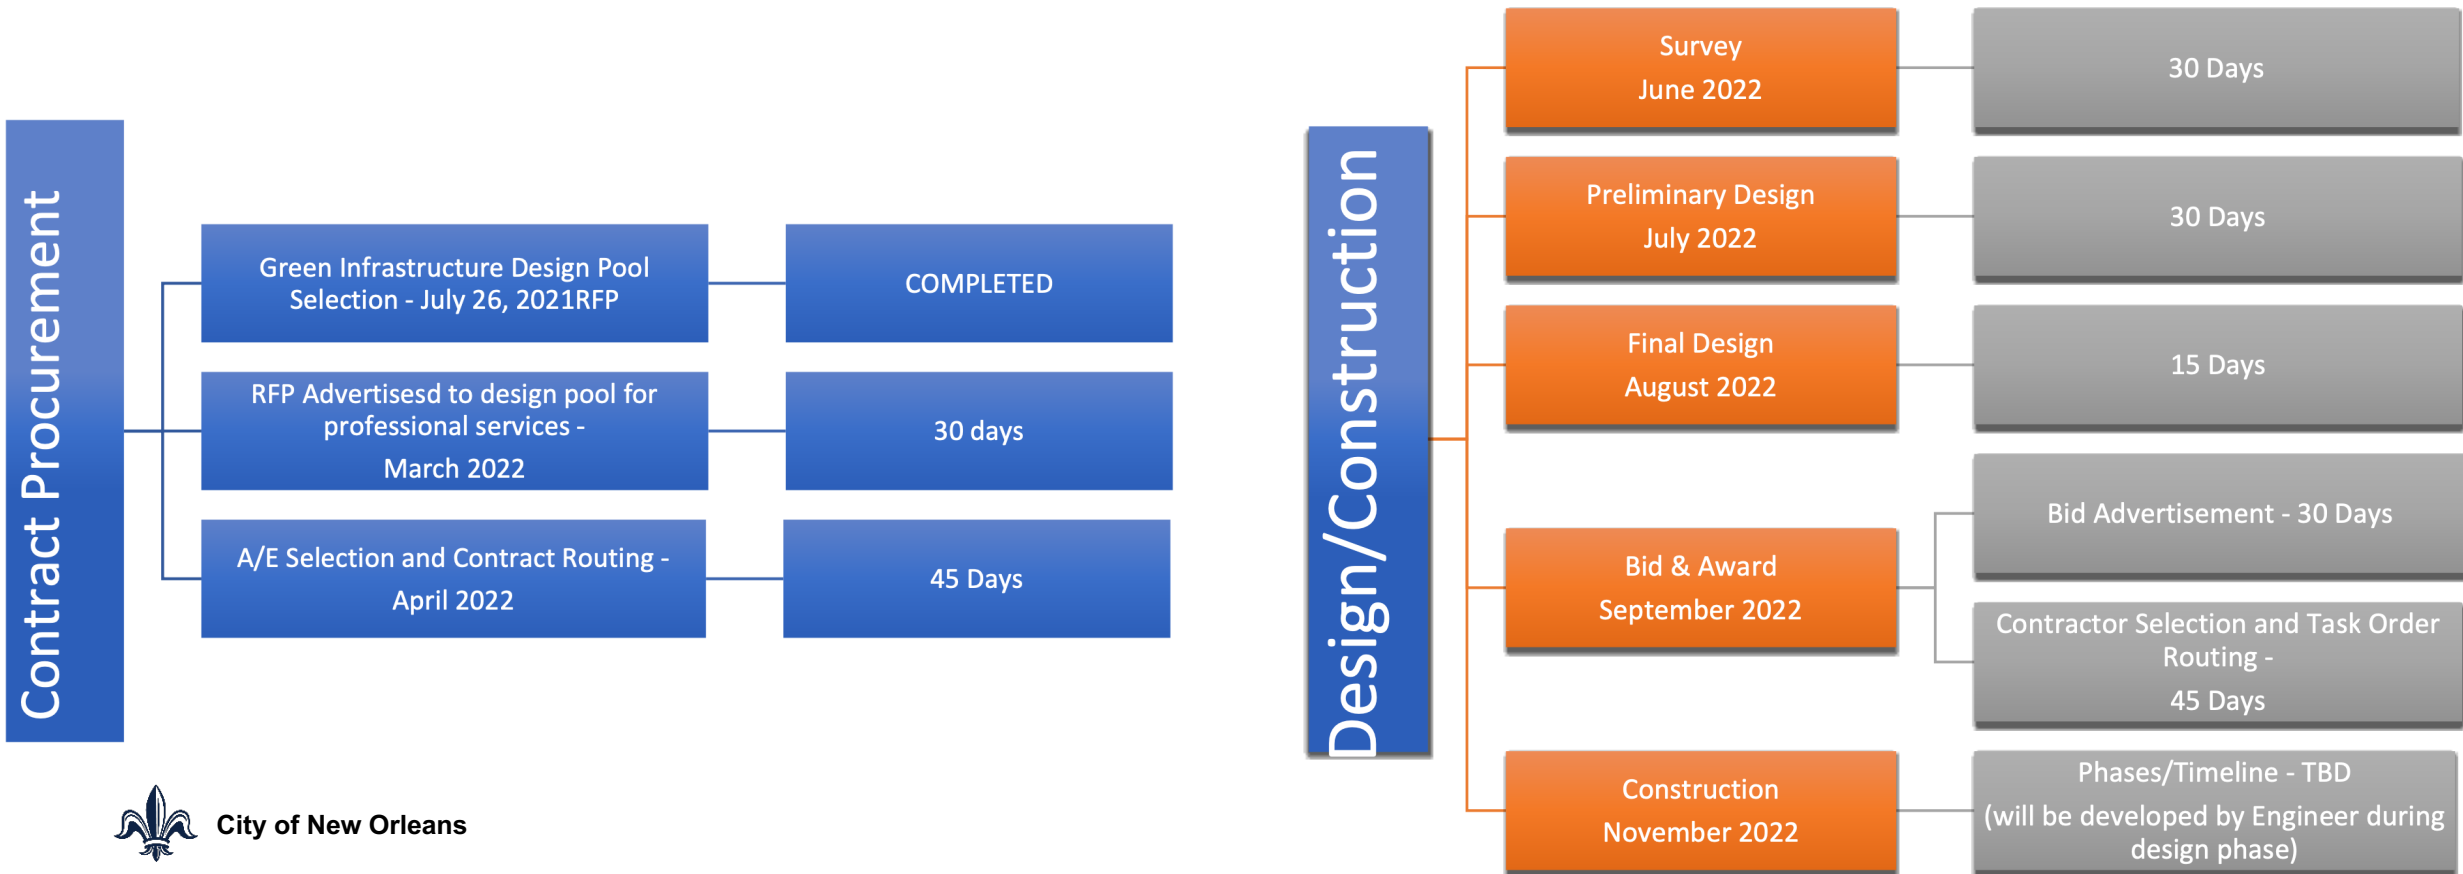 Contract Procurement
Green Infrastructure Design Pool
Selection - July 26, 2021RFP
COMPLETED
RFP Advertisesd to design pool for
professional services -
March 2022
30 days
A/E Selection and Contract Routing -
April 2022
45 Days
City of New Orleans
Design/Construction
Survey
June 2022
30 Days
Preliminary Design
July 2022
30 Days
Final Design
August 2022
15 Days
Bid & Award
September 2022
Bid Advertisement - 30 Days
Contractor Selection and Task Order
Routing -
45 Days
Construction
November 2022
Phases/Timeline - TBD
(will be developed by Engineer during
design phase)